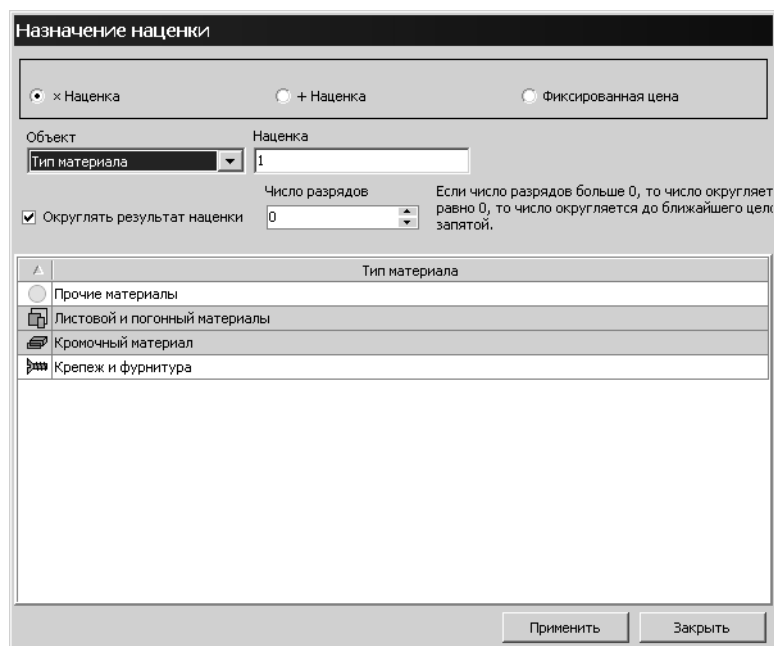 Назначение наценки
× Наценка
+ Наценка
Фиксированная цена
Объект
Наценка
Тип материала
1
Округлять результат наценки
Число разрядов
0
Если число разрядов больше 0, то число округляет
равно 0, то число округляется до ближайшего цел
запятой.
Тип материала
Прочие материалы
Листовой и погонный материалы
Кромочный материал
Крепеж и фурнитура
Применить
Закрыть